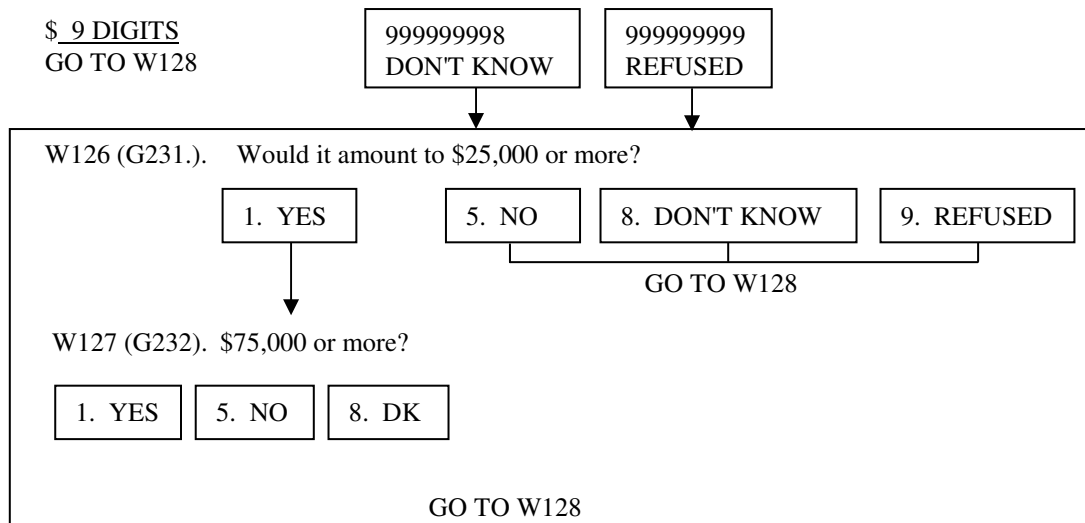 $ 9 DIGITS
GO TO W128
999999998
DON'T KNOW
999999999
REFUSED
W126 (G231.). Would it amount to $25,000 or more?
1. YES
5. NO
8. DON'T KNOW
9. REFUSED
GO TO W128
W127 (G232). $75,000 or more?
1. YES
5. NO
8. DK
GO TO W128